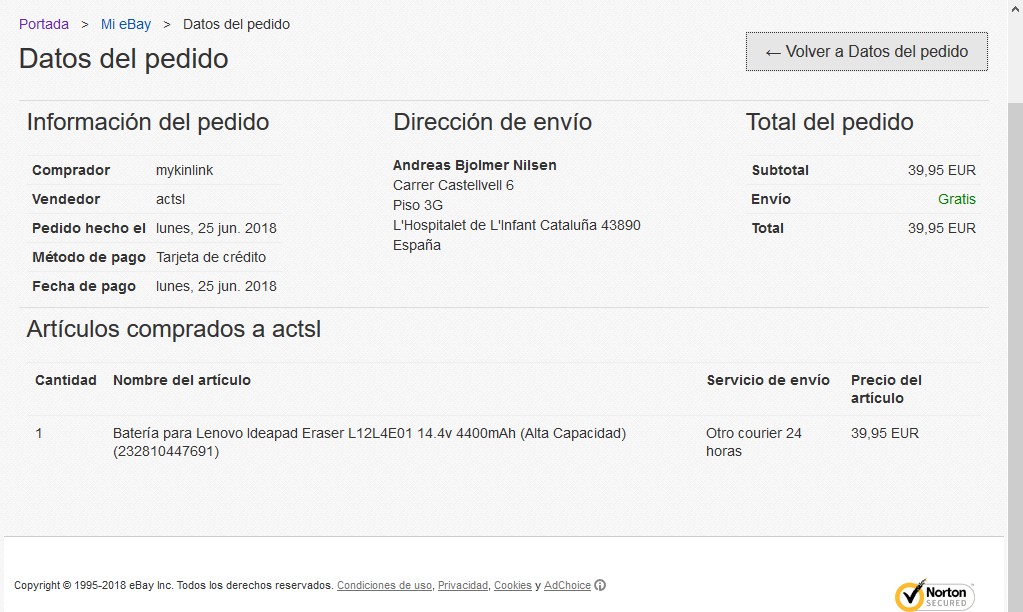 Portada > Mi eBay > Datos del pedido
Datos del pedido
← Volver a Datos del pedido
Información del pedido
Comprador mykinlink
Vendedor actsl
Pedido hecho el lunes, 25 jun. 2018
Método de pago Tarjeta de crédito
Fecha de pago lunes, 25 jun. 2018
Dirección de envío
Andreas Bjolmer Nilsen
Carrer Castellvell 6
Piso 3G
L'Hospitalet de L'Infant Cataluña 43890
España
Total del pedido
Subtotal 39,95 EUR
Envío Gratis
Total 39,95 EUR
Artículos comprados a actsl
Cantidad Nombre del artículo Servicio de envío Precio del
artículo
1 Batería para Lenovo Ideapad Eraser L12L4E01 14.4v 4400mAh (Alta Capacidad) Otro courier 24 39,95 EUR
(232810447691) horas
Copyright © 1995-2018 eBay Inc. Todos los derechos reservados. Condiciones de uso, Privacidad, Cookies y AdChoice
Norton
SECURED